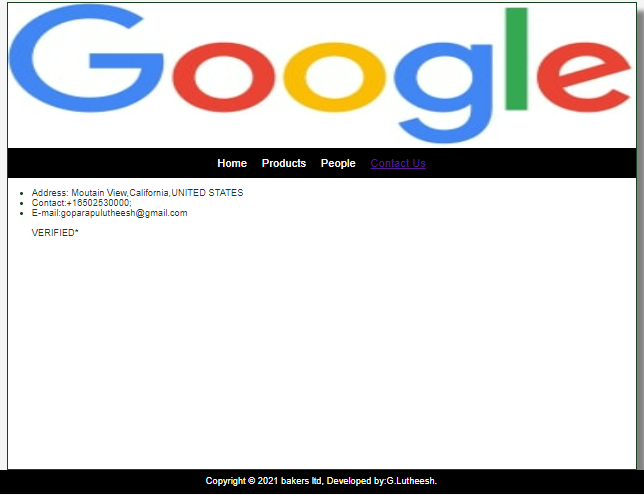 Google
Home Products People Contact Us
Address: Moutain View,California,UNITED STATES
Contact:+16502530000;
E-mail:goparapulutheesh@gmail.com
VERIFIED*
Copyright © 2021 bakers ltd, Developed by:G.Lutheesh.